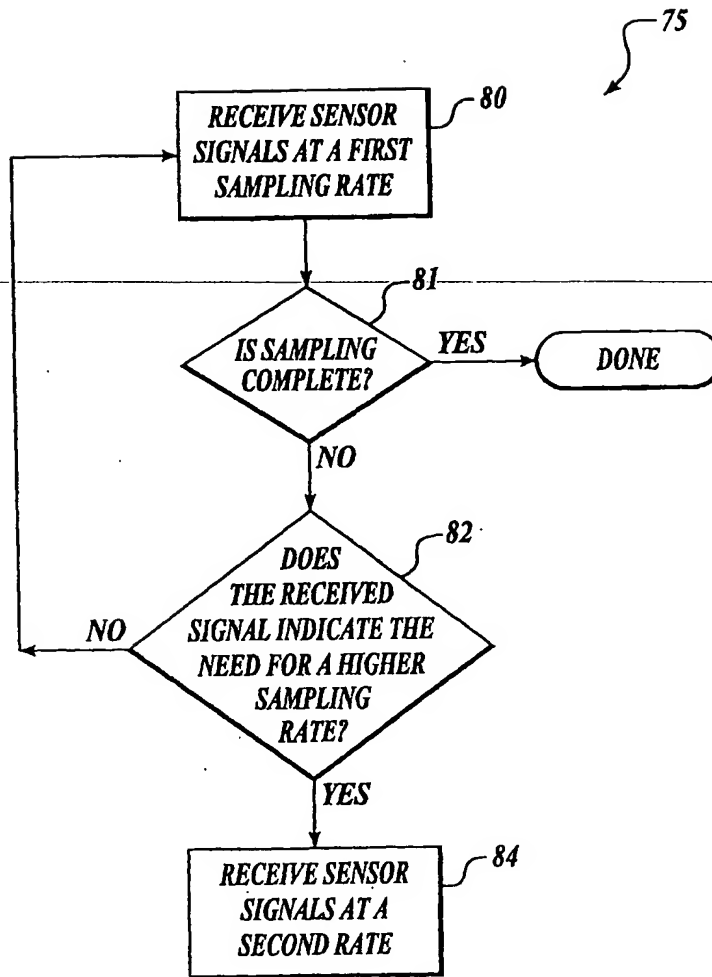 75
80
RECEIVE SENSOR
SIGNALS AT A FIRST
SAMPLING RATE
81
IS SAMPLING
COMPLETE?
YES
DONE
NO
82
DOES
THE RECEIVED
SIGNAL INDICATE THE
NEED FOR A HIGHER
SAMPLING
RATE?
NO
YES
84
RECEIVE SENSOR
SIGNALS AT A
SECOND RATE